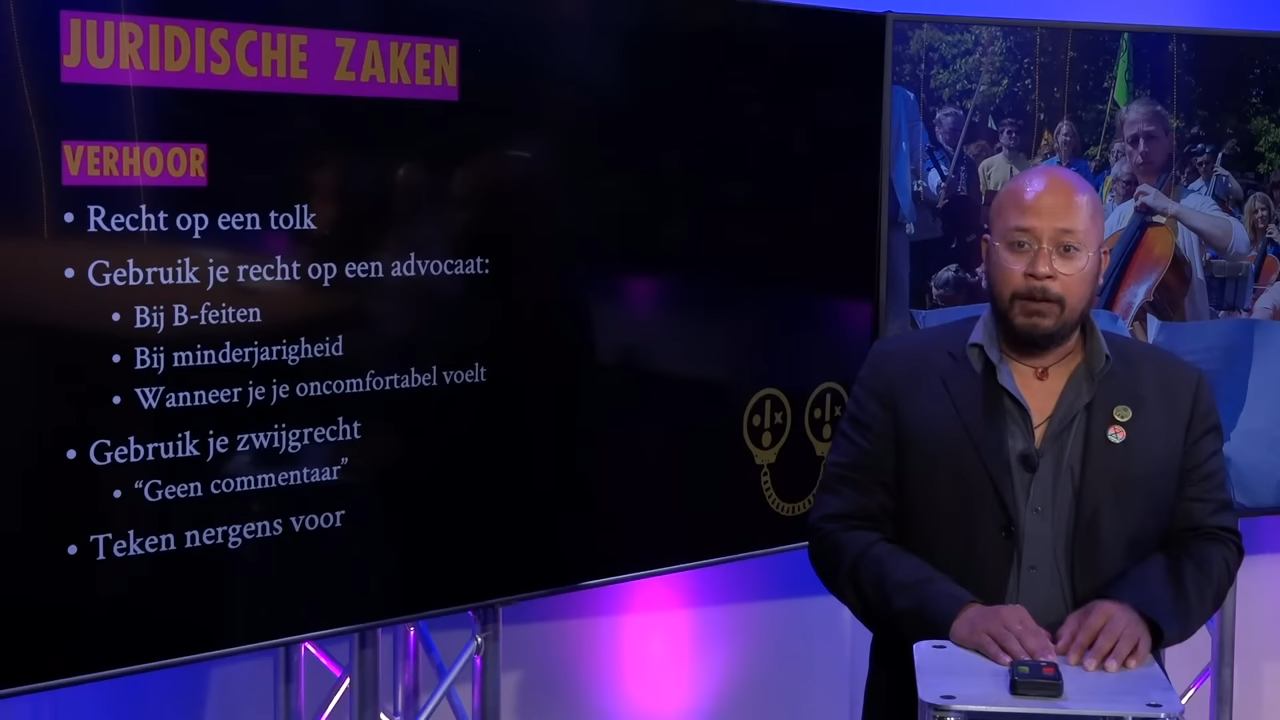 JURIDISCHE ZAKEN
VERHOOR
• Recht op een tolk
• Gebruik je recht op een advocaat:
• Bij B-feiten
• Bij minderjarigheid
• Wanneer je je oncomfortabel voelt
• Gebruik je zwijgrecht
• “Geen commentaar”
• Teken nergens voor